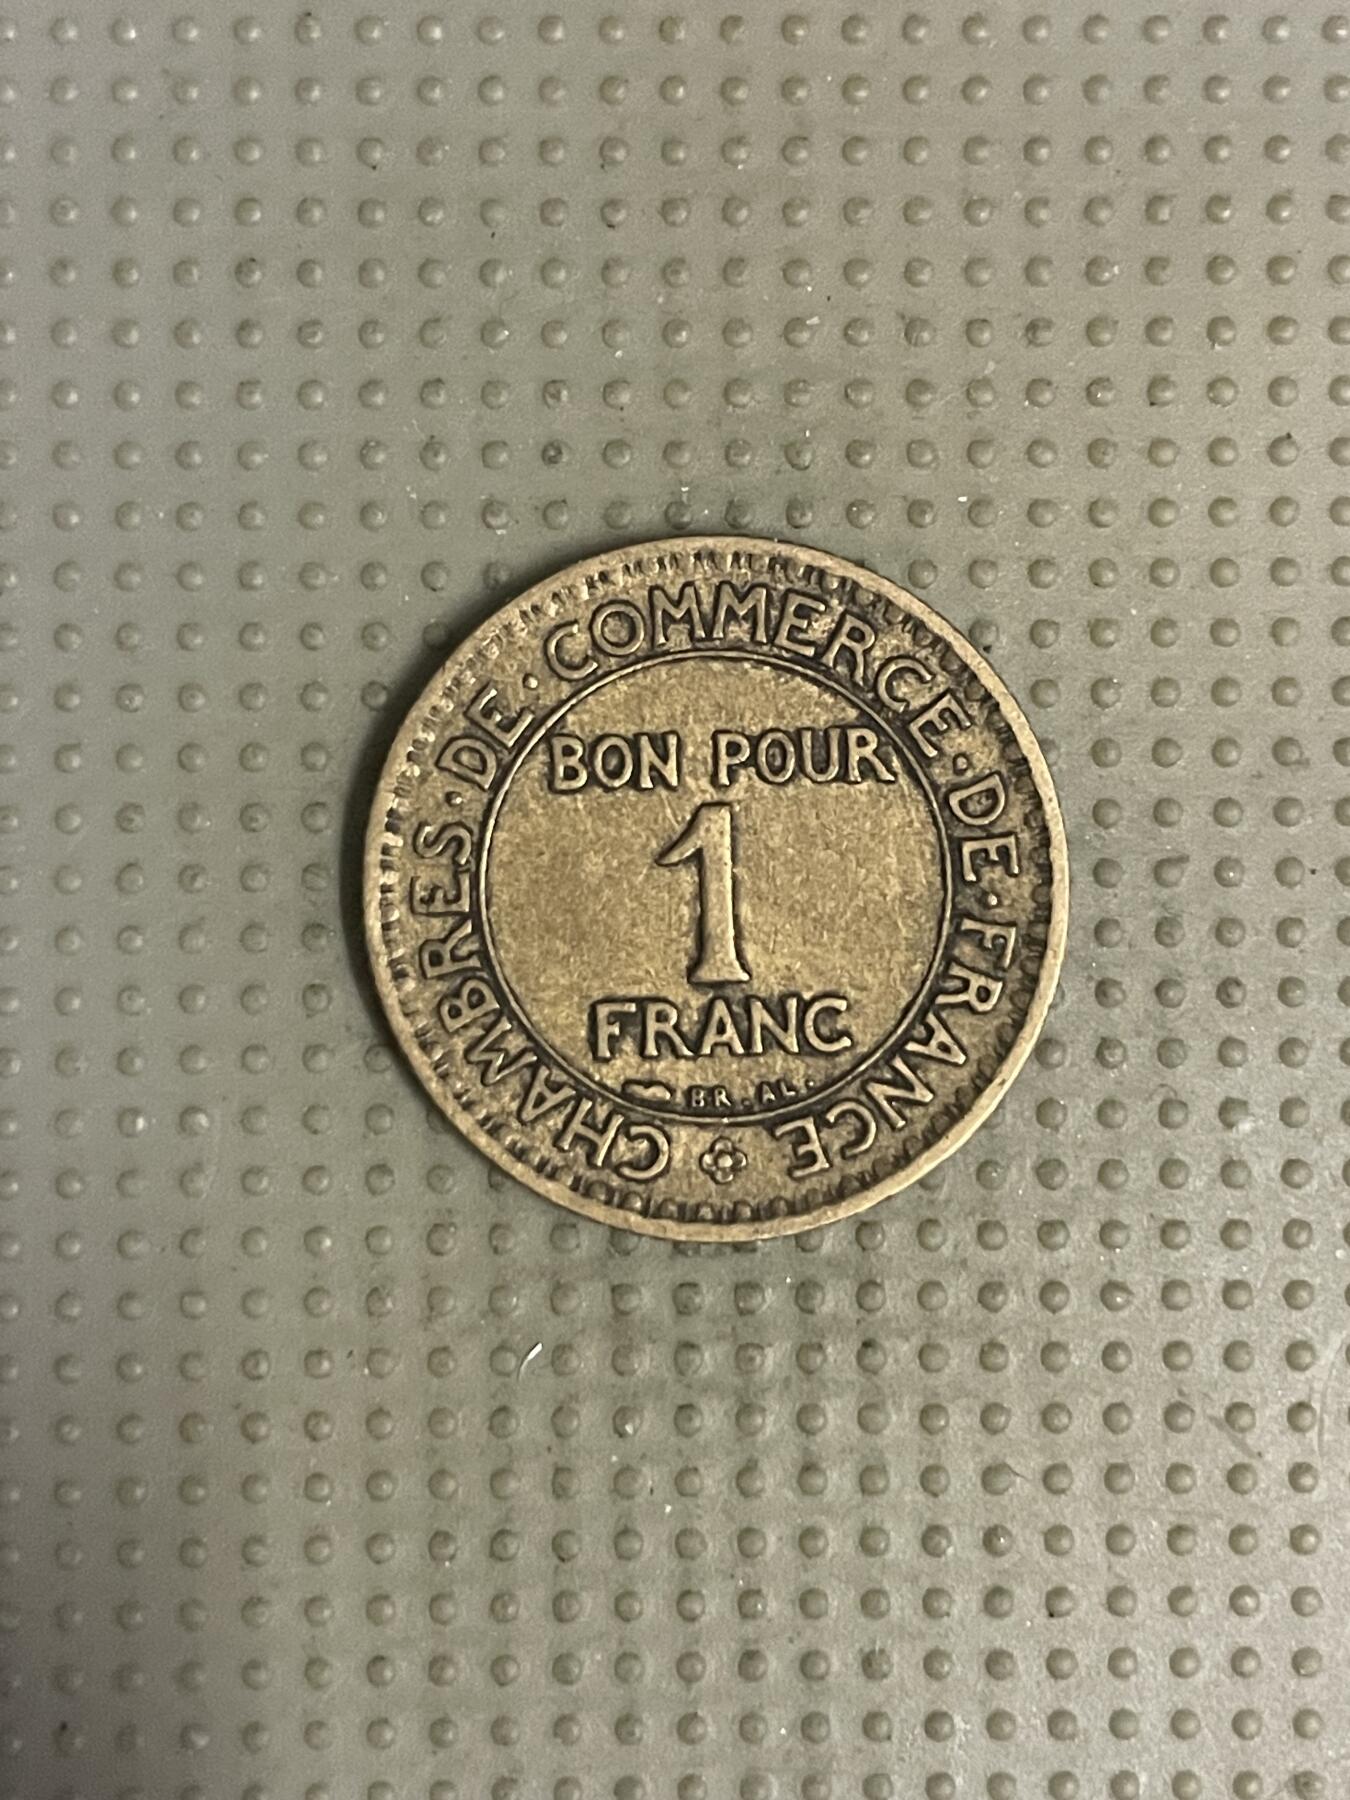 CHAMBRES·DE·COMMERCE·DE·FRANCE
BON POUR
1
FRANC
BR.AL.